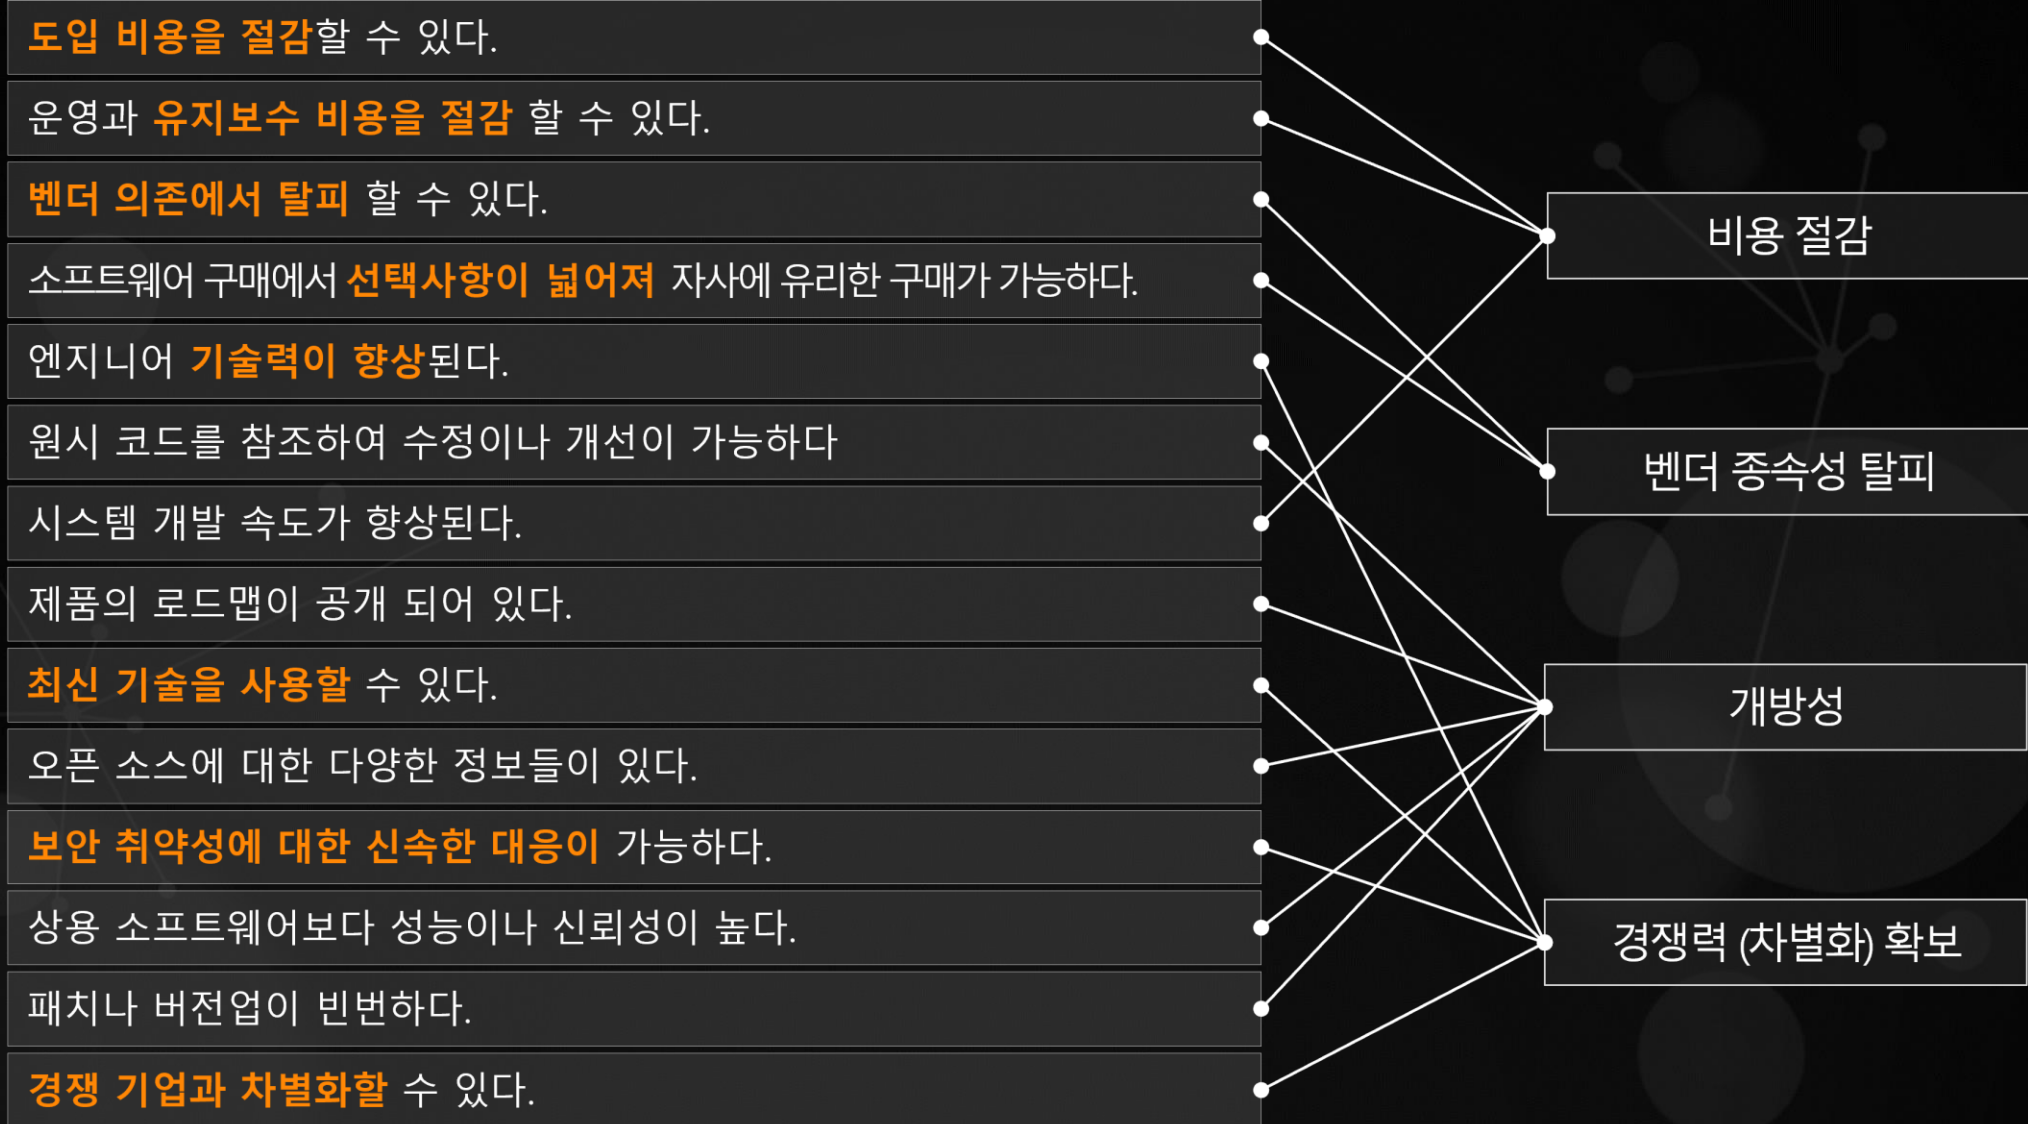 도입 비용을 절감할 수 있다.
운영과 유지보수 비용을 절감 할 수 있다.
벤더 의존에서 탈피 할 수 있다.
소프트웨어 구매에서 선택사항이 넓어져 자사에 유리한 구매가 가능하다.
엔지니어 기술력이 향상된다.
원시 코드를 참조하여 수정이나 개선이 가능하다
시스템 개발 속도가 향상된다.
제품의 로드맵이 공개 되어 있다.
최신 기술을 사용할 수 있다.
오픈 소스에 대한 다양한 정보들이 있다.
보안 취약성에 대한 신속한 대응이 가능하다.
상용 소프트웨어보다 성능이나 신뢰성이 높다.
패치나 버전업이 빈번하다.
경쟁 기업과 차별화할 수 있다.
비용 절감
벤더 종속성 탈피
개방성
경쟁력 (차별화) 확보